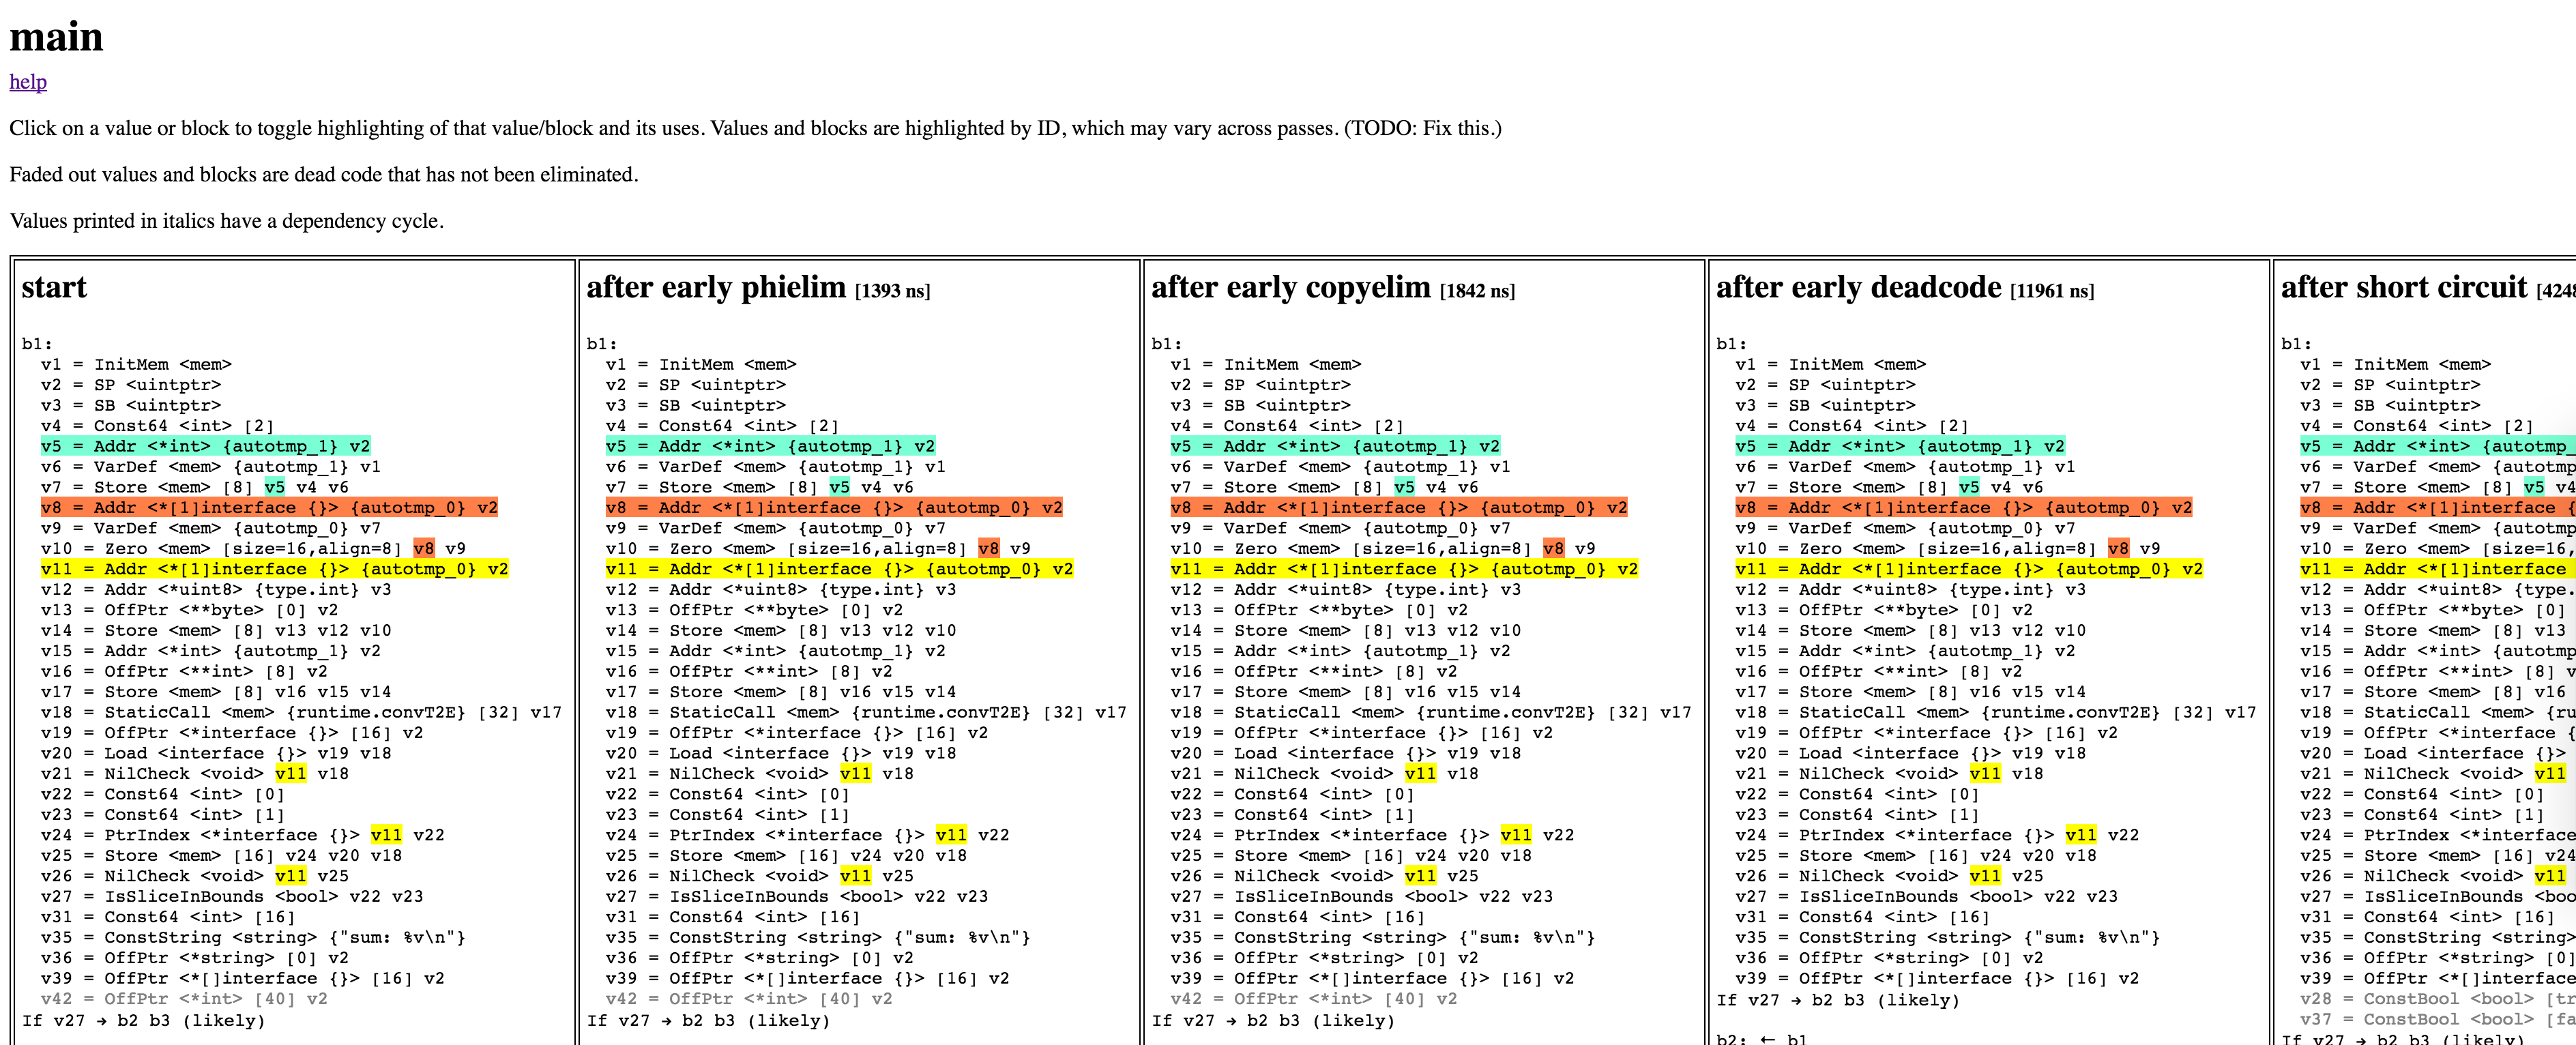 main
help
Click on a value or block to toggle highlighting of that value/block and its uses. Values and blocks are highlighted by ID, which may vary across passes. (TODO: Fix this.)
Faded out values and blocks are dead code that has not been eliminated.
Values printed in italics have a dependency cycle.
start
b1:
v1 = InitMem <mem>
v2 = SP <uintptr>
v3 = SB <uintptr>
v4 = Const64 <int> [2]
v5 = Addr <*int> {autotmp_1} v2
v6 = VarDef <mem> {autotmp_1} v1
v7 = Store <mem> [8] v5 v4 v6
v8 = Addr <*[1]interface {}> {autotmp_0} v2
v9 = VarDef <mem> {autotmp_0} v7
v10 = Zero <mem> [size=16,align=8] v8 v9
v11 = Addr <*[1]interface {}> {autotmp_0} v2
v12 = Addr <*uint8> {type.int} v3
v13 = OffPtr <**byte> [0] v2
v14 = Store <mem> [8] v13 v12 v10
v15 = Addr <*int> {autotmp_1} v2
v16 = OffPtr <**int> [8] v2
v17 = Store <mem> [8] v16 v15 v14
v18 = StaticCall <mem> {runtime.convT2E} [32] v17
v19 = OffPtr <*interface {}> [16] v2
v20 = Load <interface {}> v19 v18
v21 = NilCheck <void> v11 v18
v22 = Const64 <int> [0]
v23 = Const64 <int> [1]
v24 = PtrIndex <*interface {}> v11 v22
v25 = Store <mem> [16] v24 v20 v18
v26 = NilCheck <void> v11 v25
v27 = IsSliceInBounds <bool> v22 v23
v31 = Const64 <int> [16]
v35 = ConstString <string> {"sum: %v\n"}
v36 = OffPtr <*string> [0] v2
v39 = OffPtr <*[]interface {}> [16] v2
v42 = OffPtr <*int> [40] v2
If v27 → b2 b3 (likely)
after early phielim [1393 ns]
b1:
v1 = InitMem <mem>
v2 = SP <uintptr>
v3 = SB <uintptr>
v4 = Const64 <int> [2]
v5 = Addr <*int> {autotmp_1} v2
v6 = VarDef <mem> {autotmp_1} v1
v7 = Store <mem> [8] v5 v4 v6
v8 = Addr <*[1]interface {}> {autotmp_0} v2
v9 = VarDef <mem> {autotmp_0} v7
v10 = Zero <mem> [size=16,align=8] v8 v9
v11 = Addr <*[1]interface {}> {autotmp_0} v2
v12 = Addr <*uint8> {type.int} v3
v13 = OffPtr <**byte> [0] v2
v14 = Store <mem> [8] v13 v12 v10
v15 = Addr <*int> {autotmp_1} v2
v16 = OffPtr <**int> [8] v2
v17 = Store <mem> [8] v16 v15 v14
v18 = StaticCall <mem> {runtime.convT2E} [32] v17
v19 = OffPtr <*interface {}> [16] v2
v20 = Load <interface {}> v19 v18
v21 = NilCheck <void> v11 v18
v22 = Const64 <int> [0]
v23 = Const64 <int> [1]
v24 = PtrIndex <*interface {}> v11 v22
v25 = Store <mem> [16] v24 v20 v18
v26 = NilCheck <void> v11 v25
v27 = IsSliceInBounds <bool> v22 v23
v31 = Const64 <int> [16]
v35 = ConstString <string> {"sum: %v\n"}
v36 = OffPtr <*string> [0] v2
v39 = OffPtr <*[]interface {}> [16] v2
v42 = OffPtr <*int> [40] v2
If v27 → b2 b3 (likely)
after early copyelim [1842 ns]
b1:
v1 = InitMem <mem>
v2 = SP <uintptr>
v3 = SB <uintptr>
v4 = Const64 <int> [2]
v5 = Addr <*int> {autotmp_1} v2
v6 = VarDef <mem> {autotmp_1} v1
v7 = Store <mem> [8] v5 v4 v6
v8 = Addr <*[1]interface {}> {autotmp_0} v2
v9 = VarDef <mem> {autotmp_0} v7
v10 = Zero <mem> [size=16,align=8] v8 v9
v11 = Addr <*[1]interface {}> {autotmp_0} v2
v12 = Addr <*uint8> {type.int} v3
v13 = OffPtr <**byte> [0] v2
v14 = Store <mem> [8] v13 v12 v10
v15 = Addr <*int> {autotmp_1} v2
v16 = OffPtr <**int> [8] v2
v17 = Store <mem> [8] v16 v15 v14
v18 = StaticCall <mem> {runtime.convT2E} [32] v17
v19 = OffPtr <*interface {}> [16] v2
v20 = Load <interface {}> v19 v18
v21 = NilCheck <void> v11 v18
v22 = Const64 <int> [0]
v23 = Const64 <int> [1]
v24 = PtrIndex <*interface {}> v11 v22
v25 = Store <mem> [16] v24 v20 v18
v26 = NilCheck <void> v11 v25
v27 = IsSliceInBounds <bool> v22 v23
v31 = Const64 <int> [16]
v35 = ConstString <string> {"sum: %v\n"}
v36 = OffPtr <*string> [0] v2
v39 = OffPtr <*[]interface {}> [16] v2
v42 = OffPtr <*int> [40] v2
If v27 → b2 b3 (likely)
after early deadcode [11961 ns]
b1:
v1 = InitMem <mem>
v2 = SP <uintptr>
v3 = SB <uintptr>
v4 = Const64 <int> [2]
v5 = Addr <*int> {autotmp_1} v2
v6 = VarDef <mem> {autotmp_1} v1
v7 = Store <mem> [8] v5 v4 v6
v8 = Addr <*[1]interface {}> {autotmp_0} v2
v9 = VarDef <mem> {autotmp_0} v7
v10 = Zero <mem> [size=16,align=8] v8 v9
v11 = Addr <*[1]interface {}> {autotmp_0} v2
v12 = Addr <*uint8> {type.int} v3
v13 = OffPtr <**byte> [0] v2
v14 = Store <mem> [8] v13 v12 v10
v15 = Addr <*int> {autotmp_1} v2
v16 = OffPtr <**int> [8] v2
v17 = Store <mem> [8] v16 v15 v14
v18 = StaticCall <mem> {runtime.convT2E} [32] v17
v19 = OffPtr <*interface {}> [16] v2
v20 = Load <interface {}> v19 v18
v21 = NilCheck <void> v11 v18
v22 = Const64 <int> [0]
v23 = Const64 <int> [1]
v24 = PtrIndex <*interface {}> v11 v22
v25 = Store <mem> [16] v24 v20 v18
v26 = NilCheck <void> v11 v25
v27 = IsSliceInBounds <bool> v22 v23
v31 = Const64 <int> [16]
v35 = ConstString <string> {"sum: %v\n"}
v36 = OffPtr <*string> [0] v2
v39 = OffPtr <*[]interface {}> [16] v2
If v27 → b2 b3 (likely)
b2: ← b1
after short circuit [424
b1:
v1 = InitMem <mem>
v2 = SP <uintptr>
v3 = SB <uintptr>
v4 = Const64 <int> [2]
v5 = Addr <*int> {autotmp_
v6 = VarDef <mem> {autotmp
v7 = Store <mem> [8] v5 v4
v8 = Addr <*[1]interface {
v9 = VarDef <mem> {autotmp
v10 = Zero <mem> [size=16,
v11 = Addr <*[1]interface
v12 = Addr <*uint8> {type.
v13 = OffPtr <**byte> [0]
v14 = Store <mem> [8] v13
v15 = Addr <*int> {autotmp
v16 = OffPtr <**int> [8] v
v17 = Store <mem> [8] v16
v18 = StaticCall <mem> {ru
v19 = OffPtr <*interface {
v20 = Load <interface {}>
v21 = NilCheck <void> v11
v22 = Const64 <int> [0]
v23 = Const64 <int> [1]
v24 = PtrIndex <*interface
v25 = Store <mem> [16] v24
v26 = NilCheck <void> v11
v27 = IsSliceInBounds <boo
v31 = Const64 <int> [16]
v35 = ConstString <string>
v36 = OffPtr <*string> [0]
v39 = OffPtr <*[]interface
v28 = ConstBool <bool> [tr
v37 = ConstBool <bool> [fa
If v27 → b2 b3 (likely)